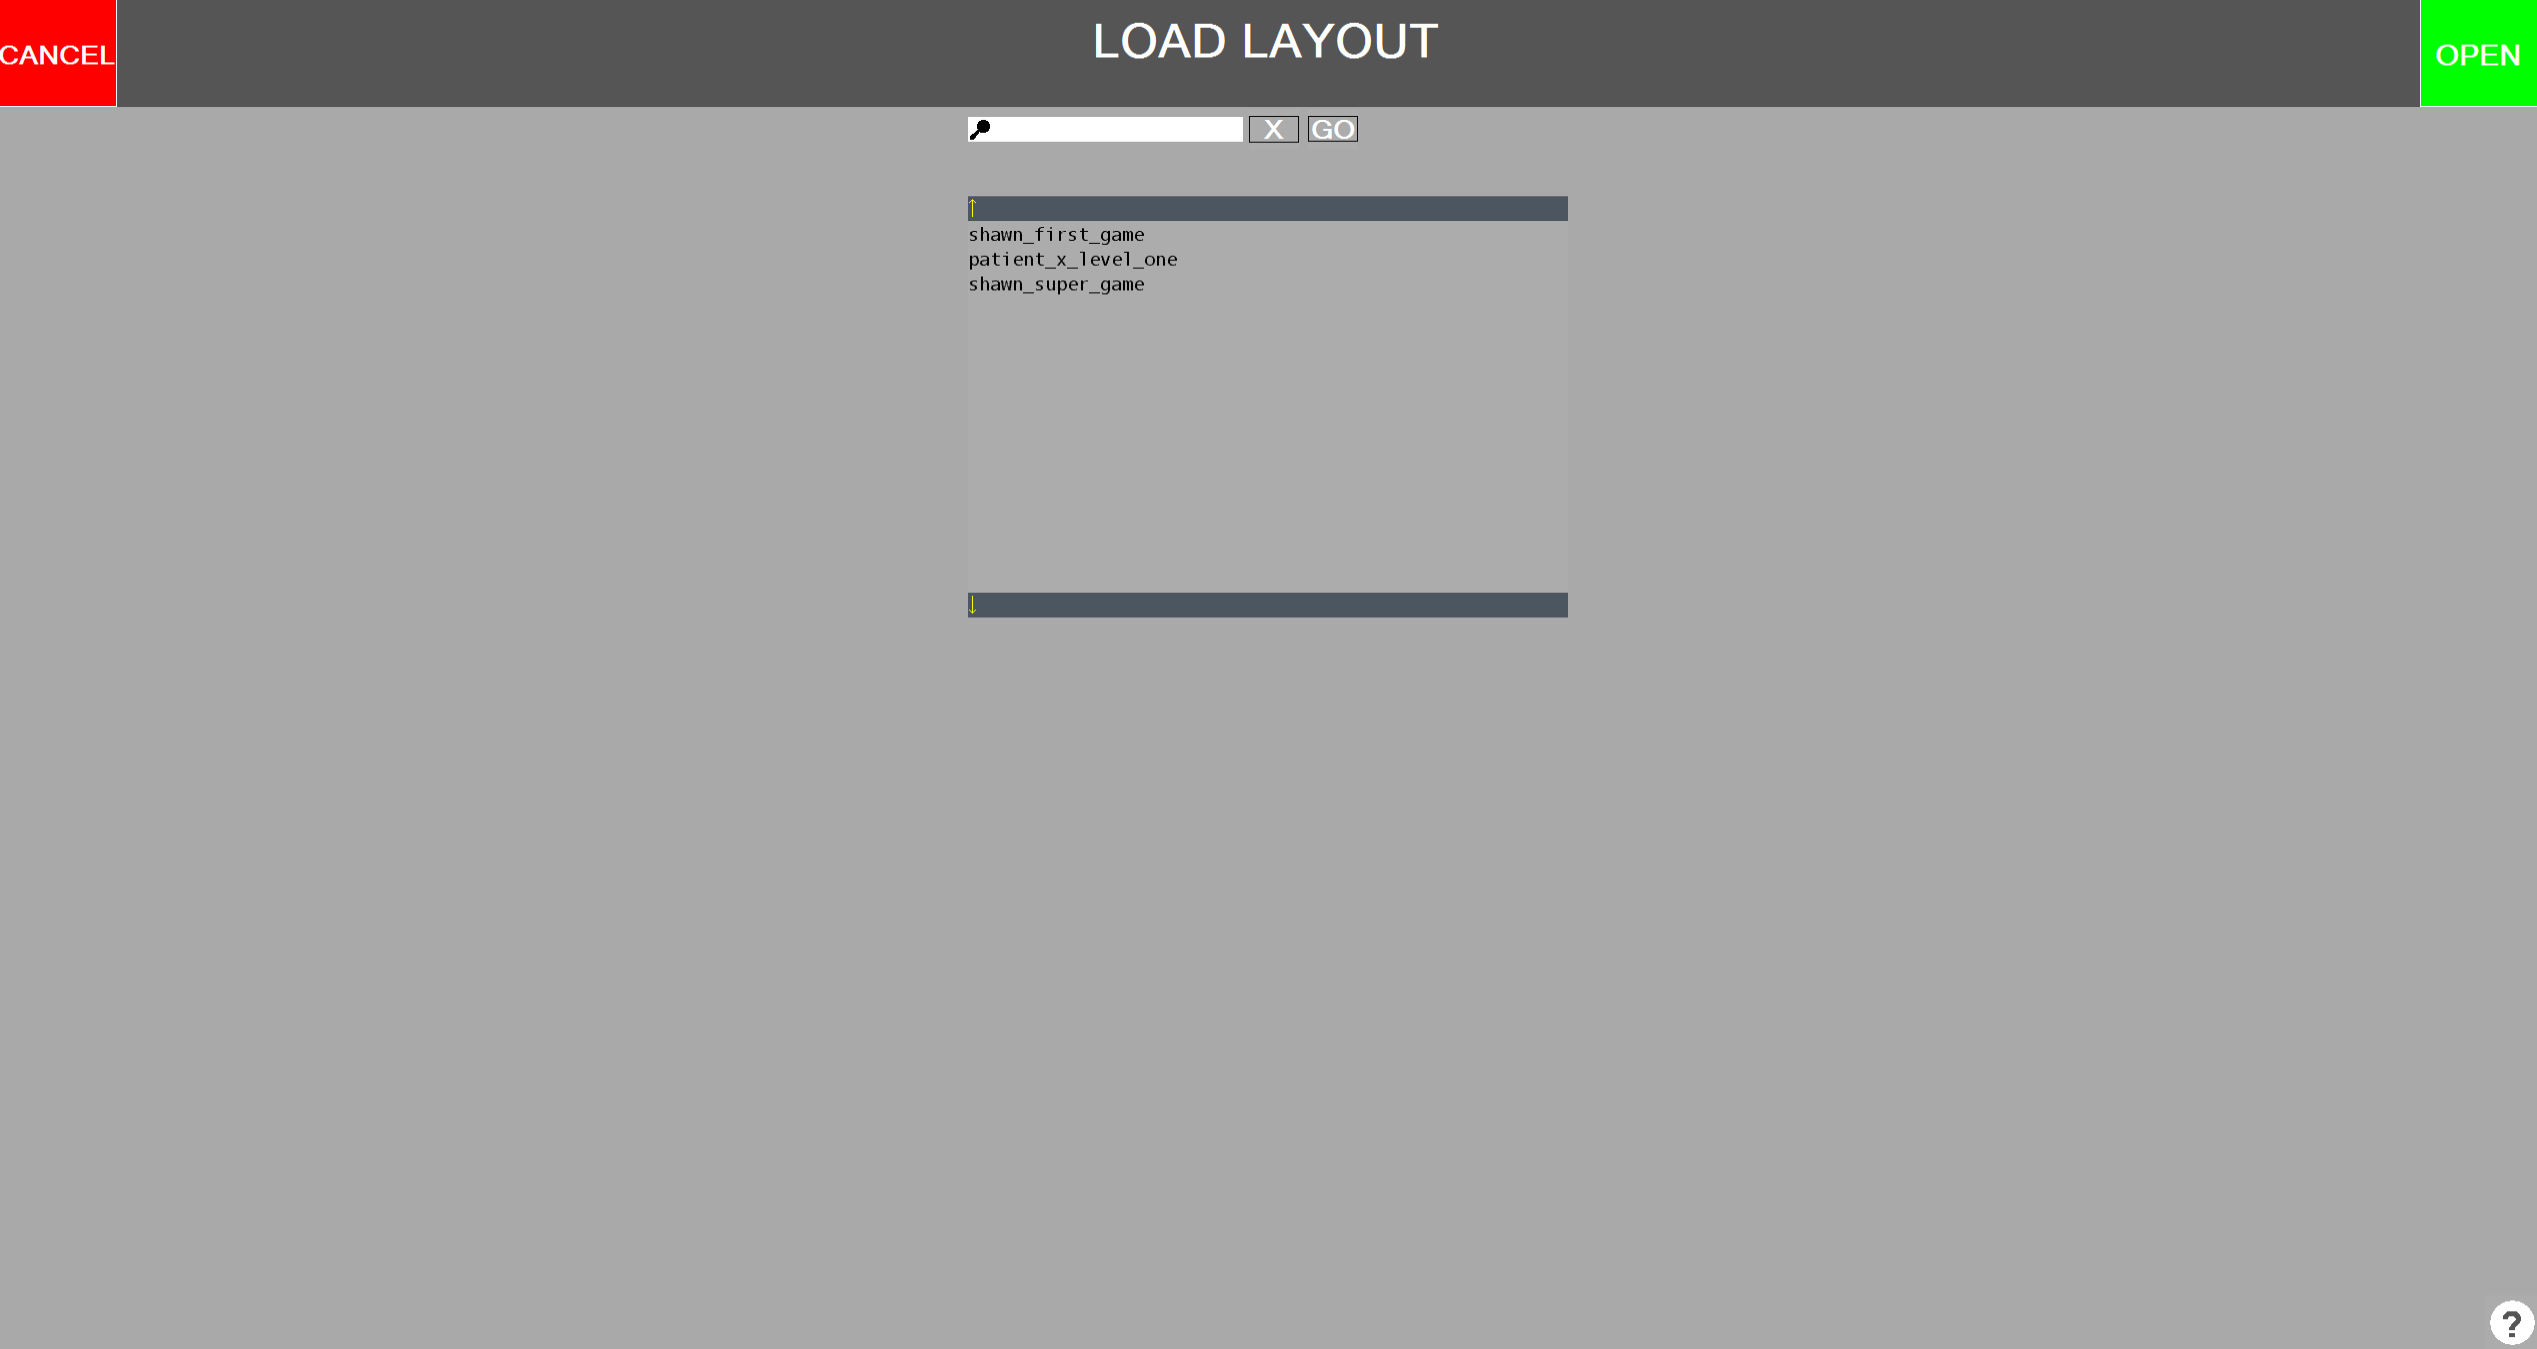 CANCEL
LOAD LAYOUT
OPEN
X
GO
↑
shawn_first_game
patient_x_level_one
shawn_super_game
↓
?